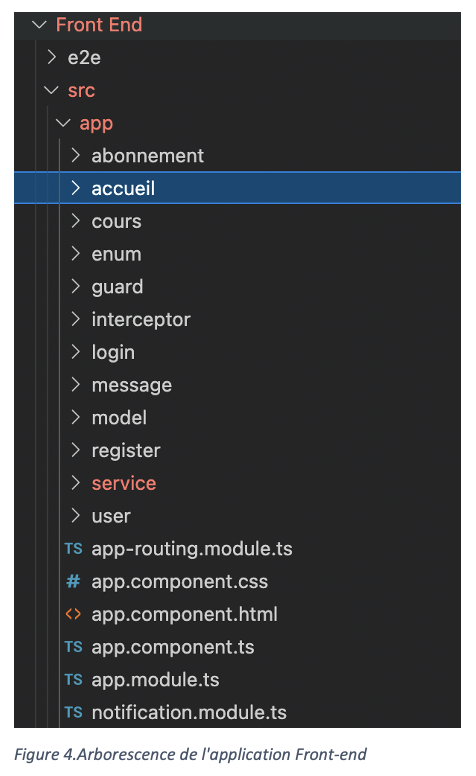 Front End
e2e
src
app
abonnement
accueil
cours
enum
guard
interceptor
login
message
model
register
service
user
TS app-routing.module.ts
# app.component.css
<> app.component.html
TS app.component.ts
TS app.module.ts
TS notification.module.ts
Figure 4.Arborescence de l'application Front-end